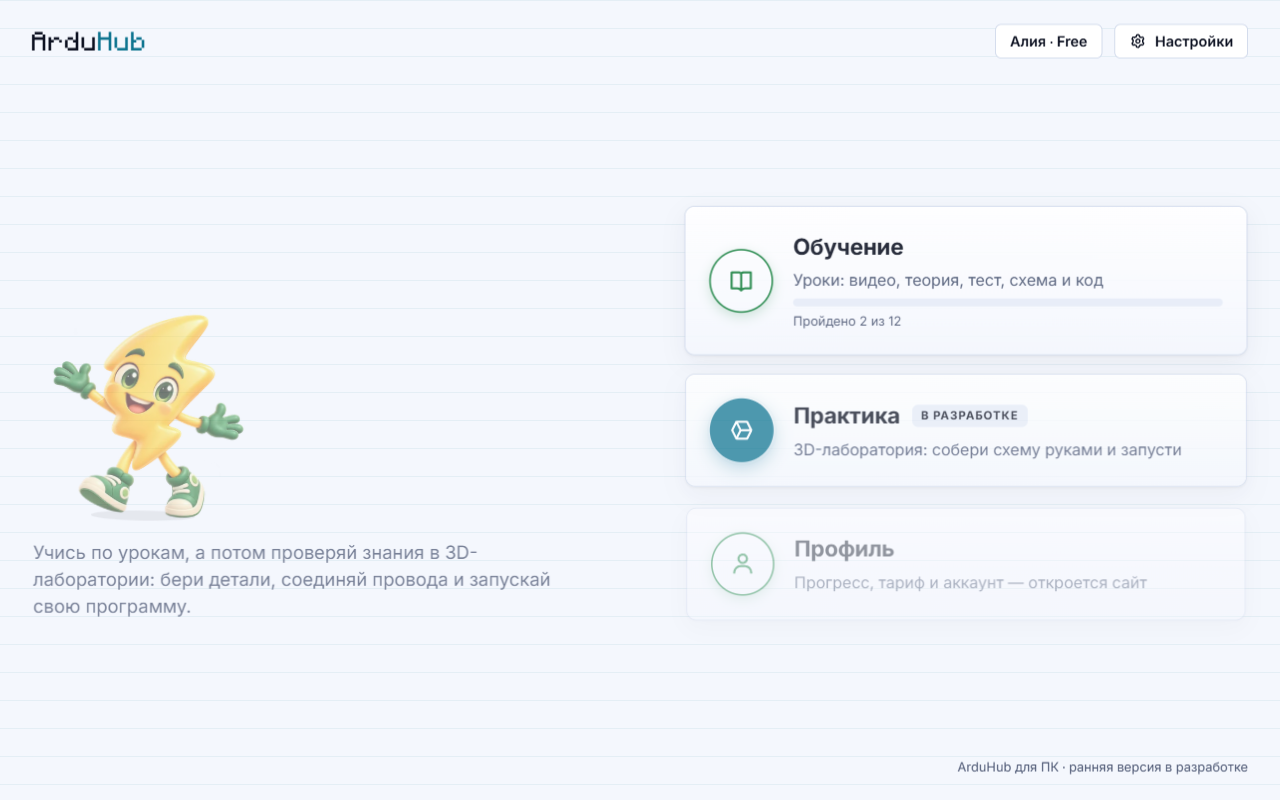 ArduHub
Алия · Free
Настройки
Обучение
Уроки: видео, теория, тест, схема и код
Пройдено 2 из 12
Практика
В РАЗРАБОТКЕ
3D-лаборатория: собери схему руками и запусти
Профиль
Прогресс, тариф и аккаунт — откроется сайт
Учись по урокам, а потом проверяй знания в 3D-
лаборатории: бери детали, соединяй провода и запускай
свою программу.
ArduHub для ПК · ранняя версия в разработке